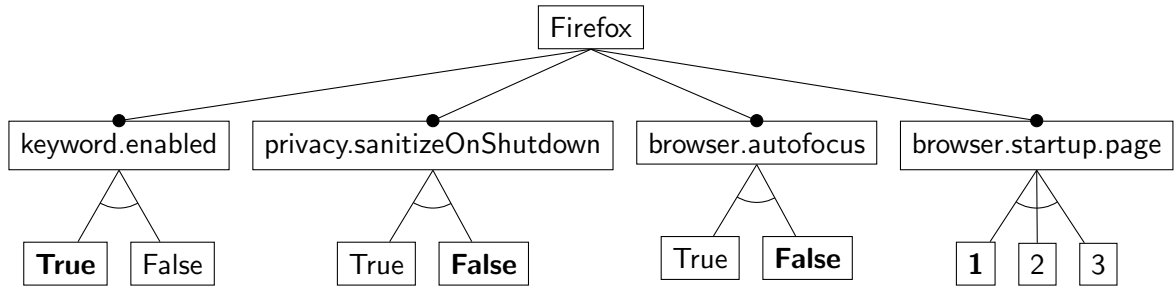 Firefox
keyword.enabled privacy.sanitizeOnShutdown browser.autofocus browser.startup.page
True False True False True False 1 2 3